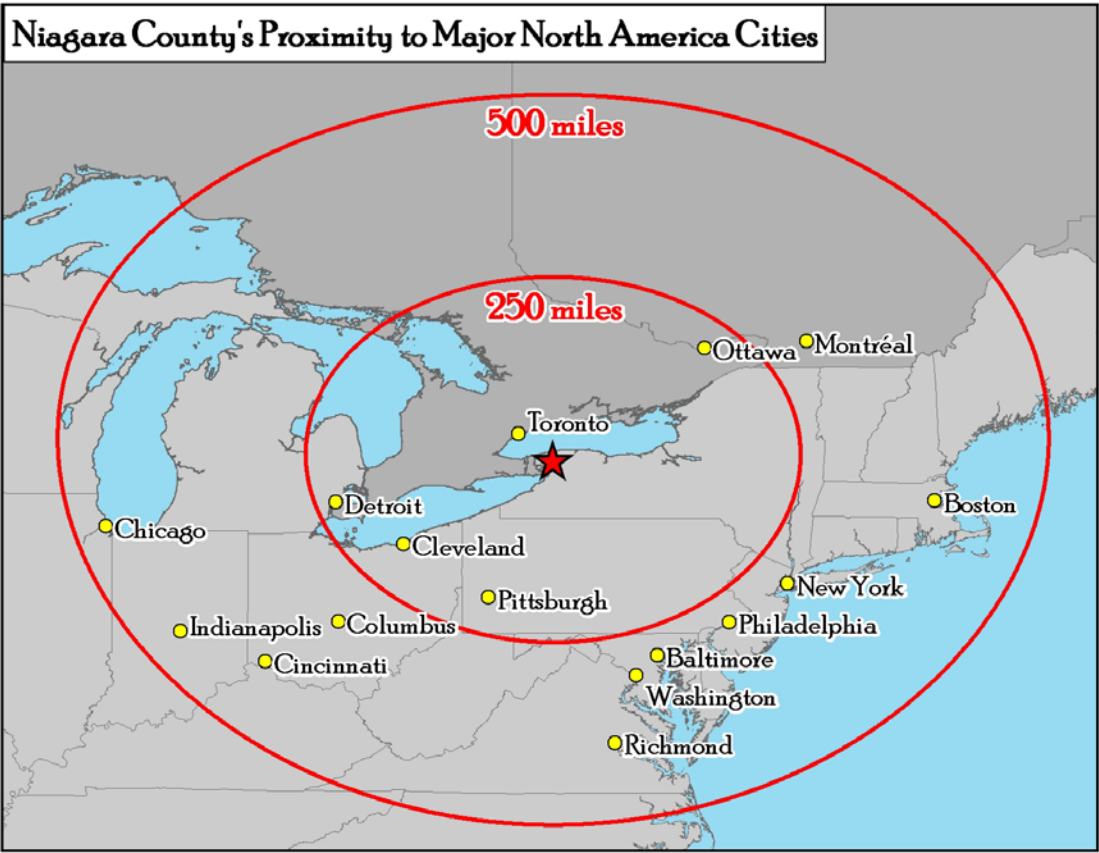 Niagara County's Proximity to Major North America Cities
500 miles
250 miles
Ottawa
Montréal
Toronto
Detroit
Boston
Chicago
Cleveland
New York
Pittsburgh
Indianapolis
Columbus
Philadelphia
Cincinnati
Baltimore
Washington
Richmond